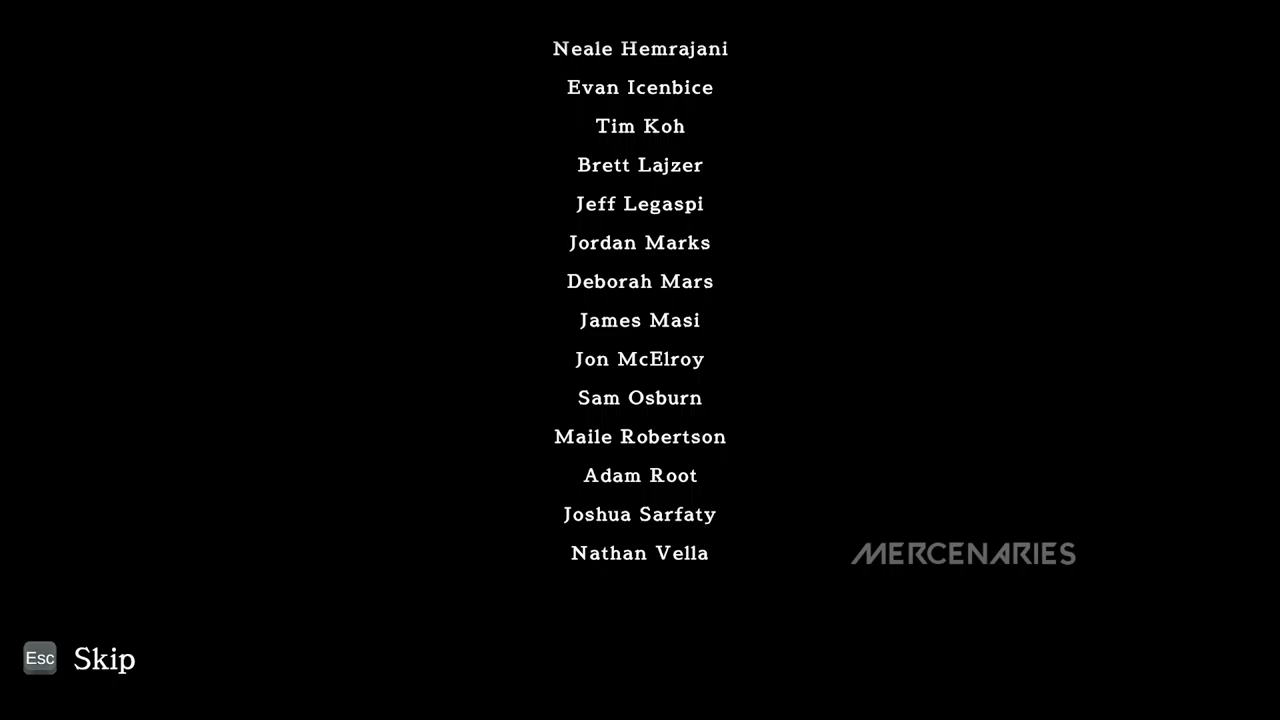 Neale Hemrajani
Evan Icenbice
Tim Koh
Brett Lajzer
Jeff Legaspi
Jordan Marks
Deborah Mars
James Masi
Jon McElroy
Sam Osburn
Maile Robertson
Adam Root
Joshua Sarfaty
Nathan Vella
MERCENARIES
Esc Skip